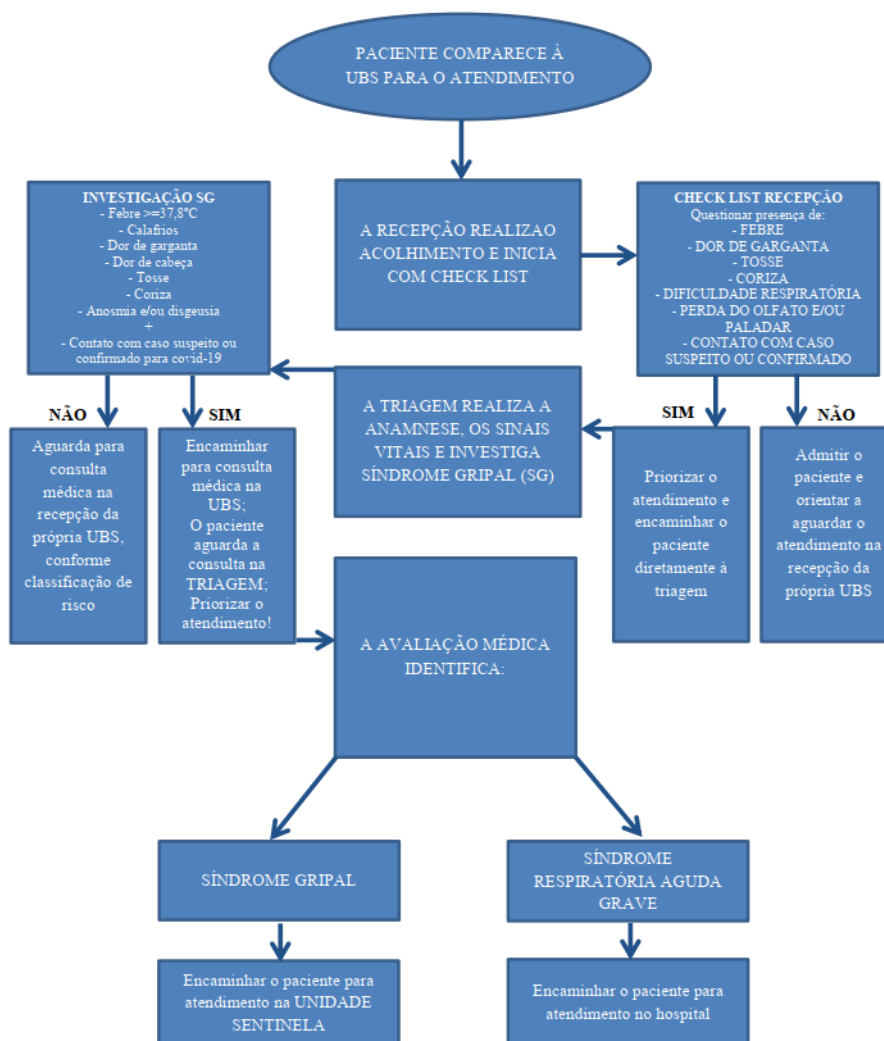 PACIENTE COMPARECE À
UBS PARA O ATENDIMENTO
A RECEPÇÃO REALIZAO
ACOLHIMENTO E INICIA
COM CHECK LIST
CHECK LIST RECEPÇÃO
Questionar presença de:
- FEBRE
- DOR DE GARGANTA
- TOSSE
- CORIZA
- DIFICULDADE RESPIRATÓRIA
- PERDA DO OLFATO E/OU
PALADAR
- CONTATO COM CASO
SUSPEITO OU CONFIRMADO
SIM
Priorizar o
atendimento e
encaminhar o
paciente
diretamente à
triagem
NÃO
Admitir o
paciente e
orientar a
aguardar o
atendimento na
recepção da
própria UBS
A TRIAGEM REALIZA A
ANAMNESE, OS SINAIS
VITAIS E INVESTIGA
SÍNDROME GRIPAL (SG)
INVESTIGAÇÃO SG
- Febre >=37,8°C
- Calafrios
- Dor de garganta
- Dor de cabeça
- Tosse
- Coriza
- Anosmia e/ou disgeusia
+
- Contato com caso suspeito ou
confirmado para covid-19
NÃO
Aguarda para
consulta
médica na
recepção da
própria UBS,
conforme
classificação de
risco
SIM
Encaminhar
para consulta
médica na
UBS;
O paciente
aguarda a
consulta na
TRIAGEM;
Priorizar o
atendimento!
A AVALIAÇÃO MÉDICA
IDENTIFICA:
SÍNDROME GRIPAL
Encaminhar o paciente para
atendimento na UNIDADE
SENTINELA
SÍNDROME
RESPIRATÓRIA AGUDA
GRAVE
Encaminhar o paciente para
atendimento no hospital